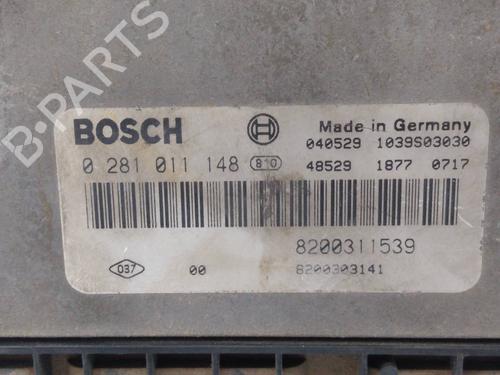 B-PARTS
BOSCH
Made in Germany
040529 1039S03030
0 281 011 148 810
48529 1877 0717
8200311539
037 00 8200303141